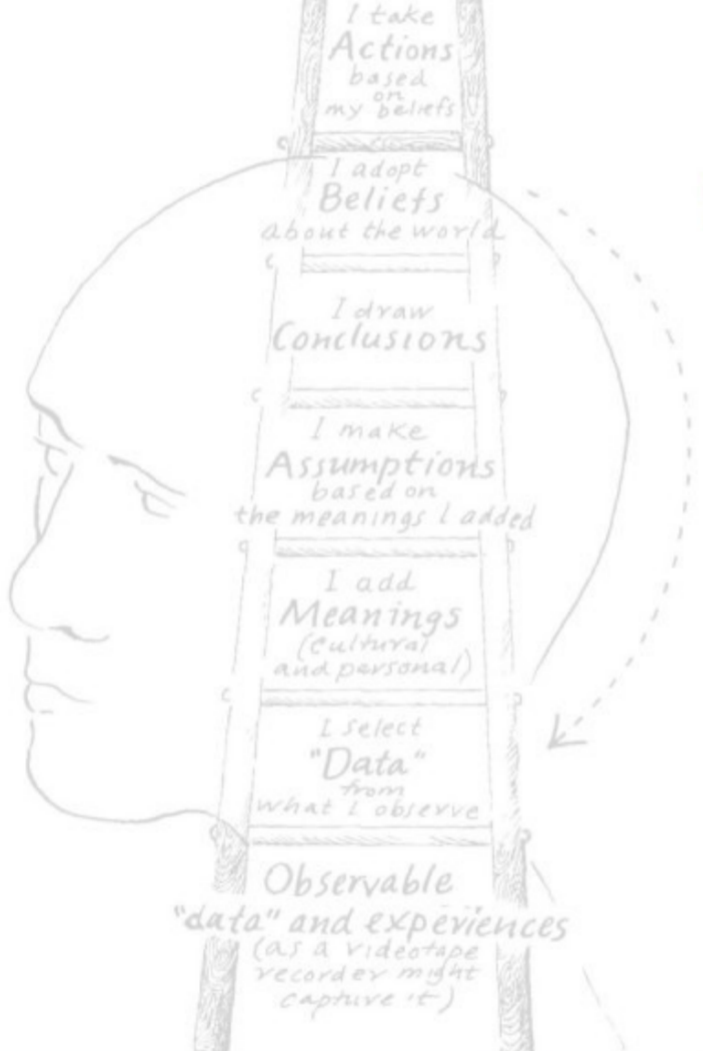 I take
Actions
based
on
my beliefs
I adopt
Beliefs
about the world
I draw
Conclusions
I make
Assumptions
based on
the meanings I added
I add
Meanings
(cultural
and personal)
I select
"Data"
from
what I observe
Observable
"data" and experiences
(as a videotape
recorder might
capture it)